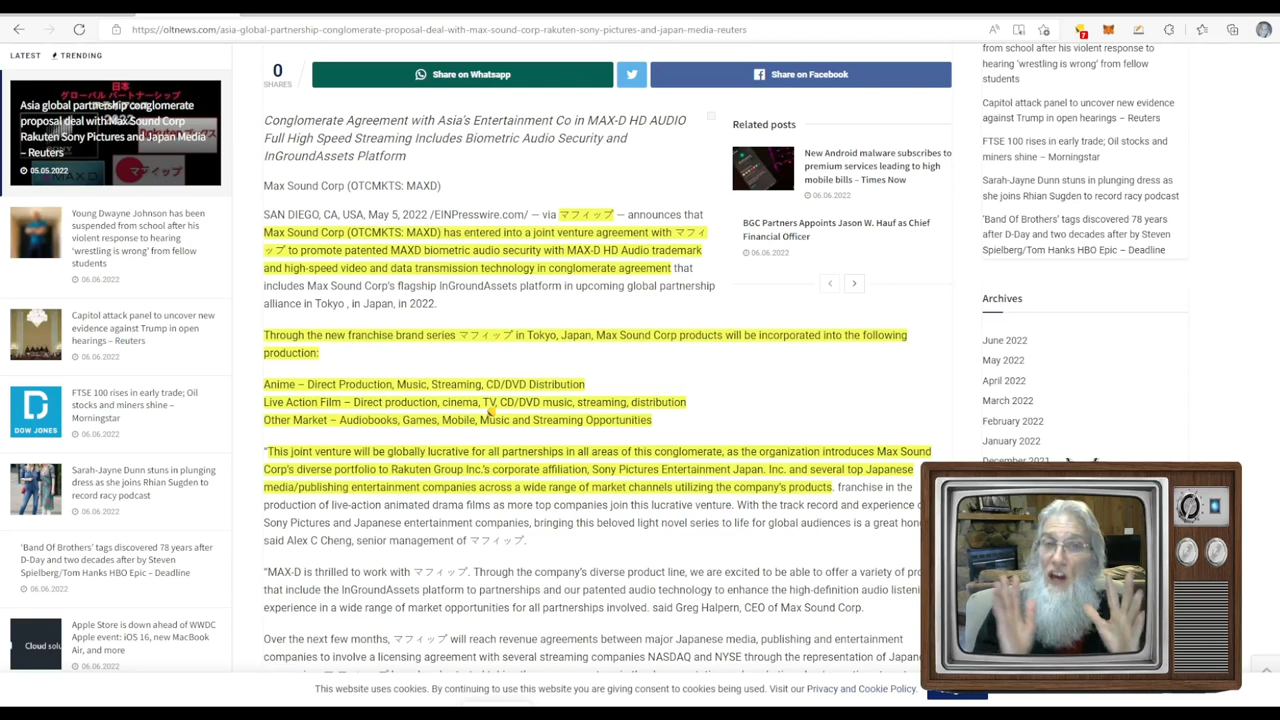 https://oltnews.com/asia-global-partnership-conglomerate-proposal-deal-with-max-sound-corp-rakuten-sony-pictures-and-japan-media-reuters
7
LATEST TRENDING
日本
グローバル パートナーシップ
Asia global partnership conglomerate
proposal deal with Max Sound Corp
Rakuten Sony Pictures and Japan Media
– Reuters
05.05.2022
Young Dwayne Johnson has been
suspended from school after his
violent response to hearing
'wrestling is wrong' from fellow
students
06.06.2022
Capitol attack panel to uncover new
evidence against Trump in open
hearings – Reuters
06.06.2022
DOW JONES
FTSE 100 rises in early trade; Oil
stocks and miners shine –
Morningstar
06.06.2022
Sarah-Jayne Dunn stuns in plunging
dress as she joins Rhian Sugden to
record racy podcast
06.06.2022
'Band Of Brothers' tags discovered 78 years after
D-Day and two decades after by Steven
Spielberg/Tom Hanks HBO Epic – Deadline
06.06.2022
Cloud solu
Apple Store is down ahead of WWDC
Apple event: iOS 16, new MacBook
Air, and more
06.06.2022
0
SHARES
Share on Whatsapp
Share on Facebook
Conglomerate Agreement with Asia's Entertainment Co in MAX-D HD AUDIO
Full High Speed Streaming Includes Biometric Audio Security and
InGroundAssets Platform
Max Sound Corp (OTCMKTS: MAXD)
SAN DIEGO, CA, USA, May 5, 2022 /EINPresswire.com/ — via マフィップ — announces that
Max Sound Corp (OTCMKTS: MAXD) has entered into a joint venture agreement with マフィ
ップ to promote patented MAXD biometric audio security with MAX-D HD Audio trademark
and high-speed video and data transmission technology in conglomerate agreement that
includes Max Sound Corp's flagship InGroundAssets platform in upcoming global partnership
alliance in Tokyo , in Japan, in 2022.
Through the new franchise brand series マフィップ in Tokyo, Japan, Max Sound Corp products will be incorporated into the following
production:
Anime – Direct Production, Music, Streaming, CD/DVD Distribution
Live Action Film – Direct production, cinema, TV, CD/DVD music, streaming, distribution
Other Market – Audiobooks, Games, Mobile, Music and Streaming Opportunities
"This joint venture will be globally lucrative for all partnerships in all areas of this conglomerate, as the organization introduces Max Sound
Corp's diverse portfolio to Rakuten Group Inc.'s corporate affiliation, Sony Pictures Entertainment Japan. Inc. and several top Japanese
media/publishing entertainment companies across a wide range of market channels utilizing the company's products. franchise in the
production of live-action animated drama films as more top companies join this lucrative venture. With the track record and experience
Sony Pictures and Japanese entertainment companies, bringing this beloved light novel series to life for global audiences is a great
said Alex C Cheng, senior management of マフィップ.
"MAX-D is thrilled to work with マフィップ. Through the company's diverse product line, we are excited to be able to offer a variety of
that include the InGroundAssets platform partnerships and our patented audio technology to enhance the high-definition audio
experience in a wide range of market opportunities for all partnerships involved. said Greg Halpern, CEO of Max Sound Corp.
Over the next few months, マフィップ will reach revenue agreements between major Japanese media, publishing and entertainment
companies to involve a licensing agreement with several streaming companies NASDAQ and NYSE through the representation of
Related posts
New Android malware subscribes to
premium services leading to high
mobile bills – Times Now
06.06.2022
BGC Partners Appoints Jason W. Hauf as Chief
Financial Officer
06.06.2022
from school after his violent response to
hearing 'wrestling is wrong' from fellow
students
Capitol attack panel to uncover new evidence
against Trump in open hearings – Reuters
FTSE 100 rises in early trade; Oil stocks and
miners shine – Morningstar
Sarah-Jayne Dunn stuns in plunging dress as
she joins Rhian Sugden to record racy podcast
'Band Of Brothers' tags discovered 78 years
after D-Day and two decades after by Steven
Spielberg/Tom Hanks HBO Epic – Deadline
Archives
June 2022
May 2022
April 2022
March 2022
February 2022
January 2022
December 2021
This website uses cookies. By continuing to use this website you are giving consent to cookies being used. Visit our Privacy and Cookie Policy.